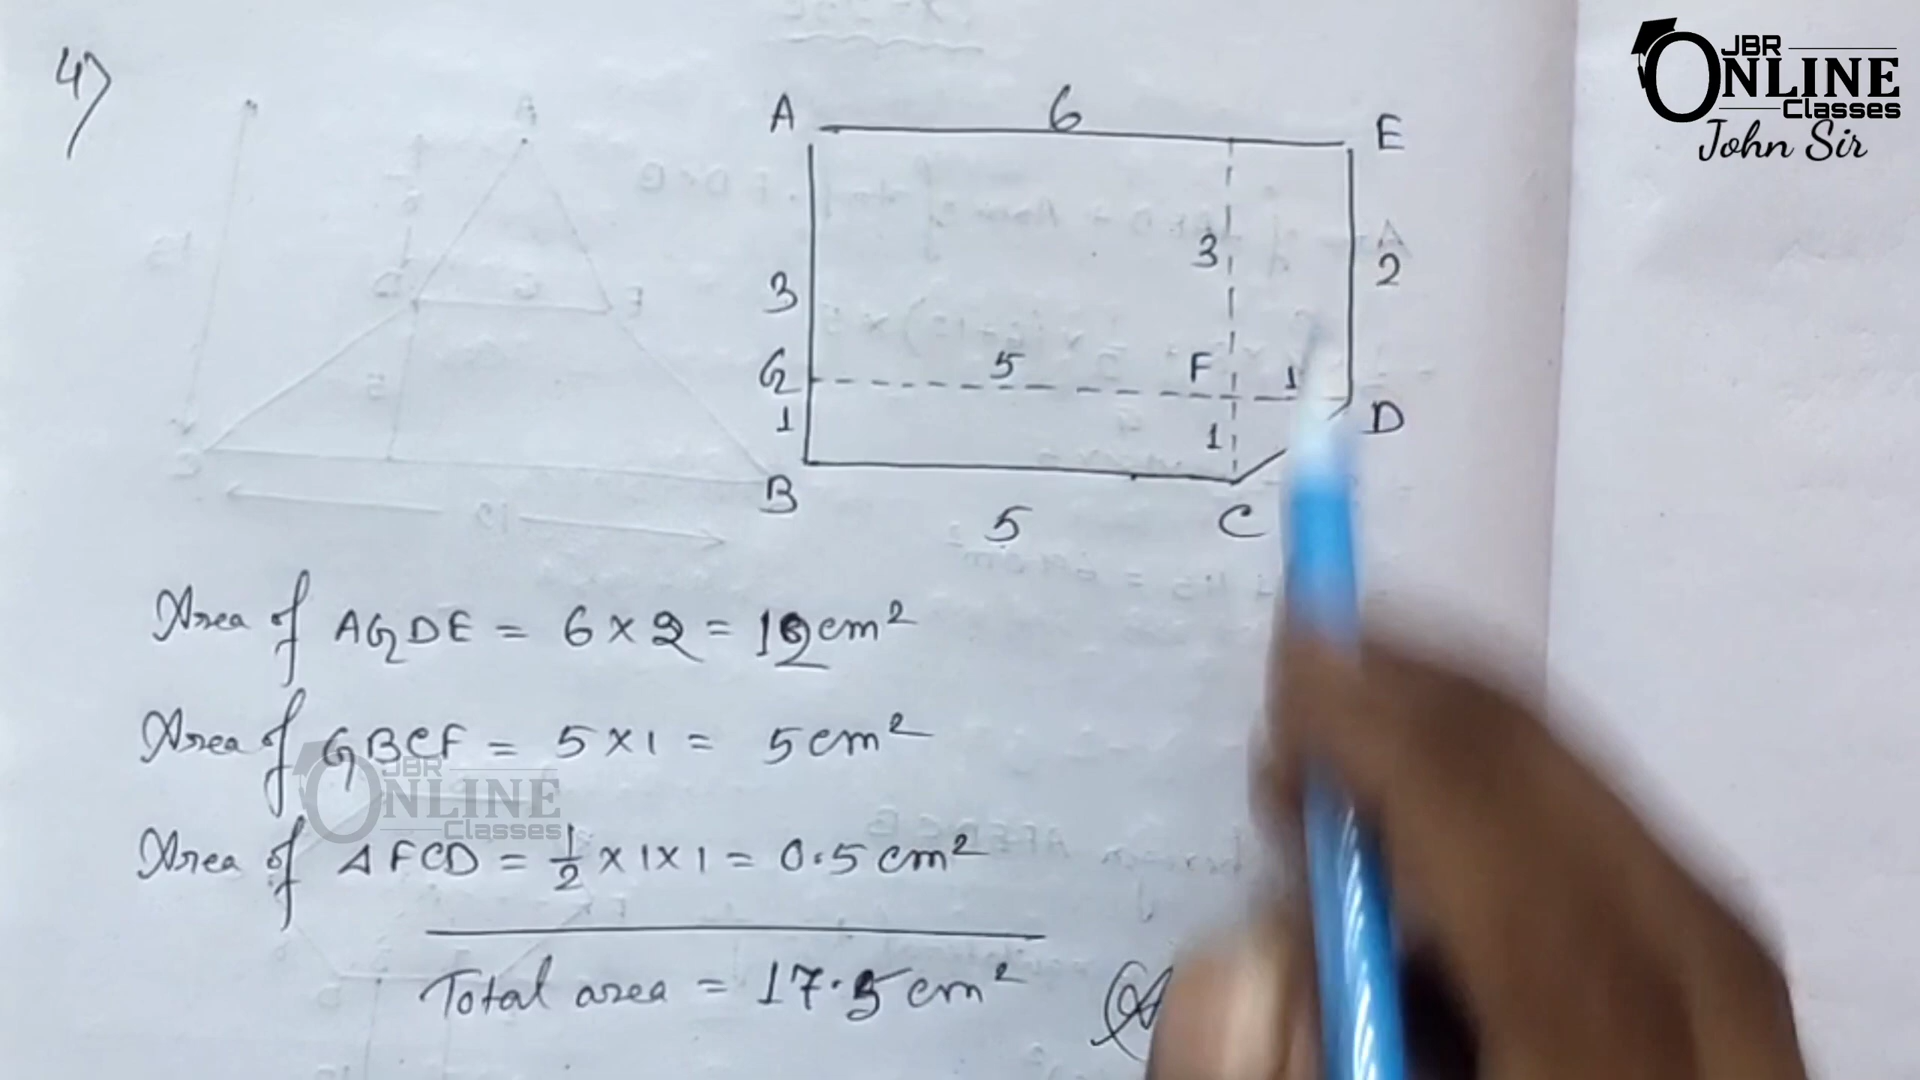 JBR
ONLINE
Classes
John Sir
4)
A 6 E
3 3 2
G 5 F 1 D
1 1
B 5 C
Area of AGDE = 6 × 2 = 12 cm²
Area of GBCF = 5 × 1 = 5 cm²
JBR
ONLINE
Classes
Area of △ FCD = 1/2 × 1 × 1 = 0.5 cm²
Total area = 17.5 cm²